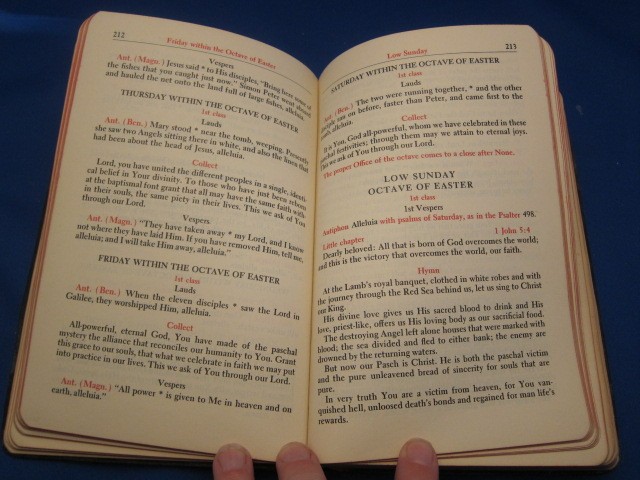 212
Friday within the Octave of Easter
Vespers
Ant. (Magn.) Jesus said * to His disciples, "Bring here some of
the fishes that you caught just now." Simon Peter went aboard
and hauled the net onto the land full of large fishes, alleluia.
THURSDAY WITHIN THE OCTAVE OF EASTER
1st class
Lauds
Ant. (Ben.) Mary stood * near the tomb, weeping. Presently
she saw two Angels sitting there in white, and also the linen that
had been about the head of Jesus, alleluia.
Collect
Lord, you have united the different peoples in a single, identi-
cal belief in Your divinity. To those who have just been reborn
at the baptismal font grant that all may have the same faith with
in their souls, the same piety in their lives. This we ask of You
through our Lord.
Vespers
Ant. (Magn.) "They have taken away * my Lord, and I know
not where they have laid Him. If you have removed Him, tell me,
alleluia; and I will take Him away, alleluia."
FRIDAY WITHIN THE OCTAVE OF EASTER
1st class
Lauds
Ant. (Ben.) When the eleven disciples * saw the Lord in
Galilee, they worshipped Him, alleluia.
Collect
All-powerful, eternal God, You have made of the paschal
mystery the alliance that reconciles our humanity to You. Grant
this grace to our souls, that what we celebrate in faith we may put
into practice in our lives. This we ask of You through our Lord.
Vespers
Ant. (Magn.) "All power * is given to Me in heaven and on
earth, alleluia."
Low Sunday
213
SATURDAY WITHIN THE OCTAVE OF EASTER
1st class
Lauds
Ant. (Ben.) The two were running together, * and the other
disciple ran on before, faster than Peter, and came first to the
tomb, alleluia.
Collect
It is You, God all-powerful, whom we have celebrated in these
paschal festivities; through them may we attain to eternal joys.
This we ask of You through our Lord.
The proper Office of the octave comes to a close after None.
LOW SUNDAY
OCTAVE OF EASTER
1st class
1st Vespers
Antiphon Alleluia with psalms of Saturday, as in the Psalter 498.
Little chapter
1 John 5:4
Dearly beloved: All that is born of God overcomes the world;
and this is the victory that overcomes the world, our faith.
Hymn
At the Lamb's royal banquet, clothed in white robes and with
the journey through the Red Sea behind us, let us sing to Christ
our King.
His divine love gives us His sacred blood to drink and His
love, priest-like, offers us His loving body as our sacrificial food.
The destroying Angel left alone homes that were marked with
blood; the sea divided and fled to either bank; the enemy are
drowned by the returning waters.
But now our Pasch is Christ. He is both the paschal victim
and the pure unleavened bread of sincerity for souls that are
pure.
In very truth You are a victim from heaven, for You van-
quished hell, unloosed death's bonds and regained for man life's
rewards.